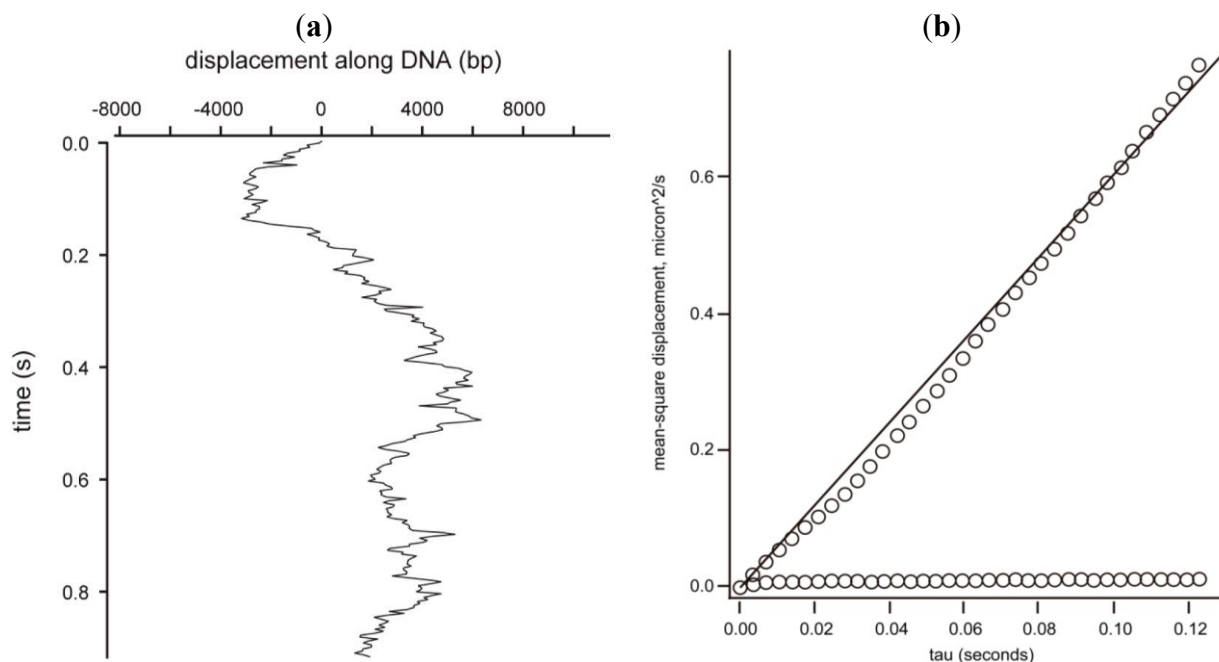 (a)
displacement along DNA (bp)
-8000 -4000 0 4000 8000
0.0
0.2
0.4
0.6
0.8
time (s)
(b)
mean-square displacement, micron^2/s
0.6
0.4
0.2
0.0
0.00 0.02 0.04 0.06 0.08 0.10 0.12
tau (seconds)